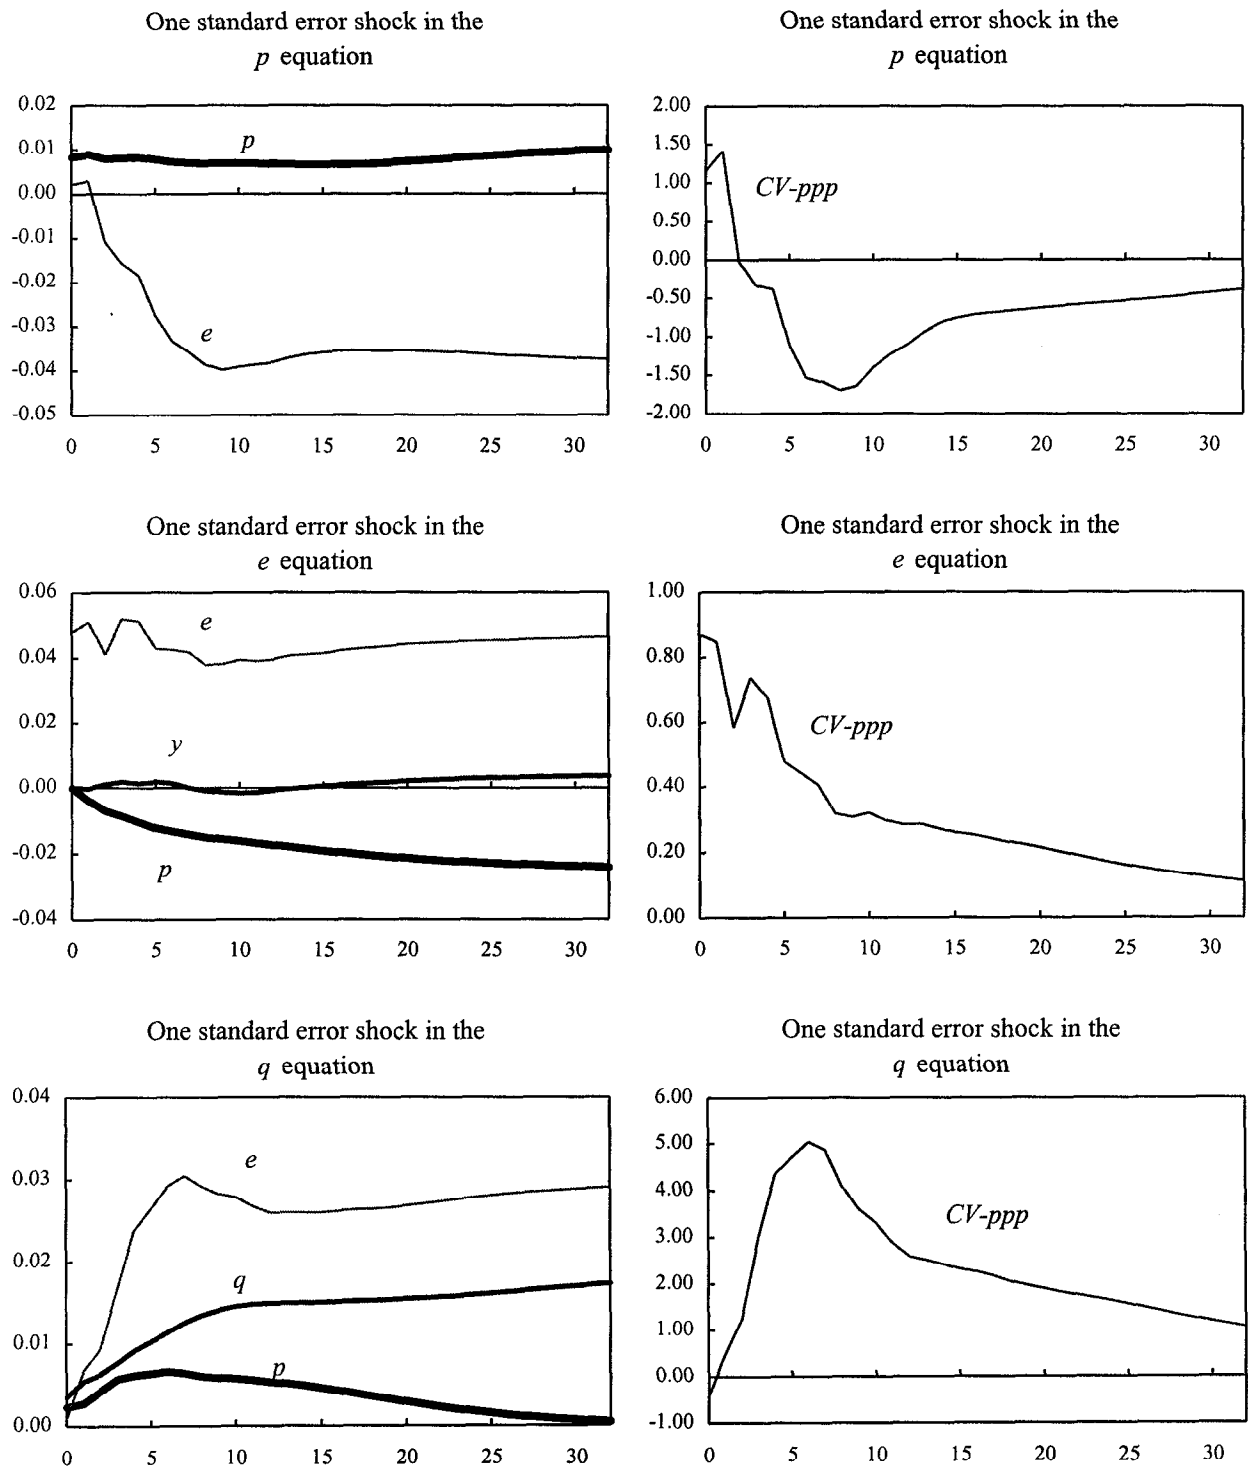 One standard error shock in the
p equation
0.02
0.01
0.00
-0.01
-0.02
-0.03
-0.04
-0.05
p
e
0 5 10 15 20 25 30
One standard error shock in the
p equation
2.00
1.50
1.00
0.50
0.00
-0.50
-1.00
-1.50
-2.00
CV-ppp
0 5 10 15 20 25 30
One standard error shock in the
e equation
0.06
0.04
0.02
0.00
-0.02
-0.04
e
y
p
0 5 10 15 20 25 30
One standard error shock in the
e equation
1.00
0.80
0.60
0.40
0.20
0.00
CV-ppp
0 5 10 15 20 25 30
One standard error shock in the
q equation
0.04
0.03
0.02
0.01
0.00
e
q
p
0 5 10 15 20 25 30
One standard error shock in the
q equation
6.00
5.00
4.00
3.00
2.00
1.00
0.00
-1.00
CV-ppp
0 5 10 15 20 25 30